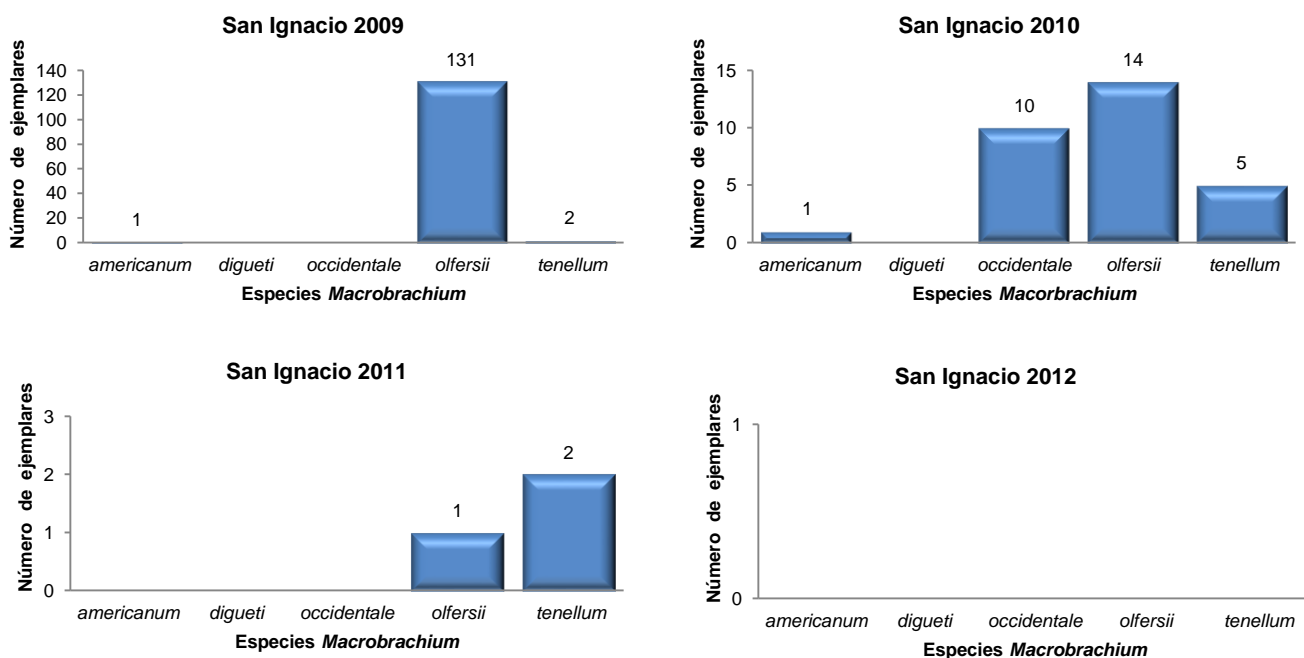 San Ignacio 2009
Número de ejemplares
140
120
100
80
60
40
20
0
1
131
2
americanum digueti occidentale olfersii tenellum
Especies Macrobrachium
San Ignacio 2010
Número de ejemplares
15
10
5
0
1
10
14
5
americanum digueti occidentale olfersii tenellum
Especies Macorbrachium
San Ignacio 2011
Número de ejemplares
3
2
1
0
1
2
americanum digueti occidentale olfersii tenellum
Especies Macrobrachium
San Ignacio 2012
Número de ejemplares
1
0
americanum digueti occidentale olfersii tenellum
Especies Macrobrachium